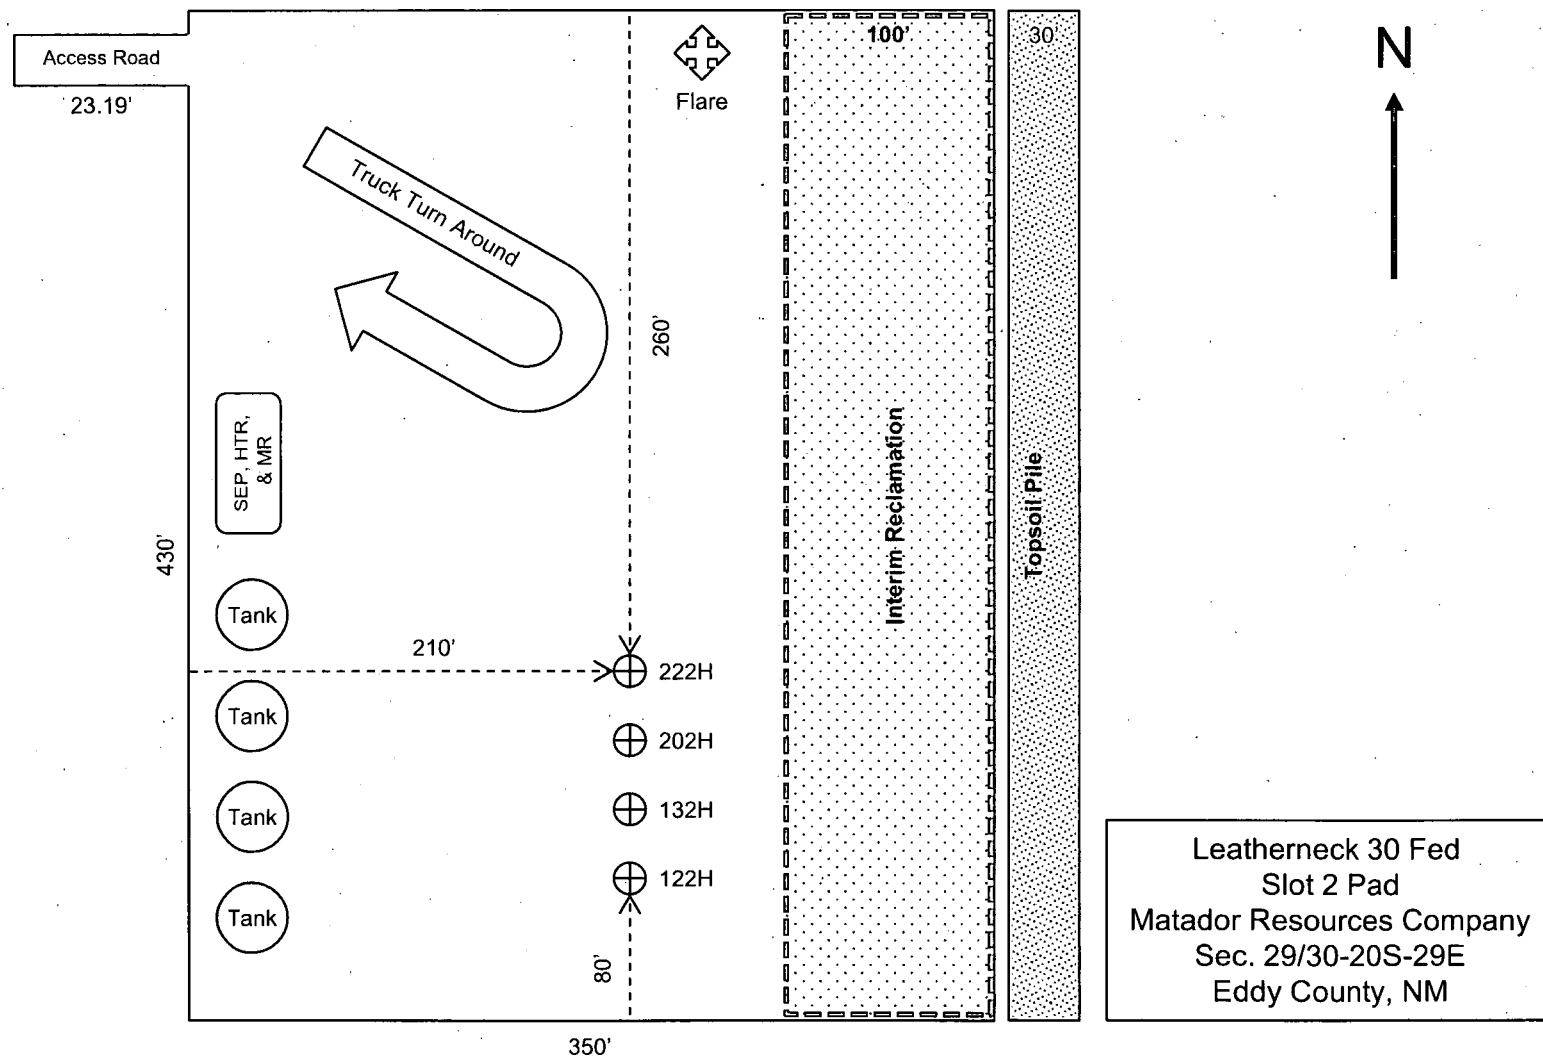 Access Road
23.19'
Flare
100'
30'
N
Truck Turn Around
260'
SEP, HTR,
& MR
430'
Interim Reclamation
Topsoil Pile
Tank
210'
222H
Tank
202H
Tank
132H
122H
Tank
80'
350'
Leatherneck 30 Fed
Slot 2 Pad
Matador Resources Company
Sec. 29/30-20S-29E
Eddy County, NM